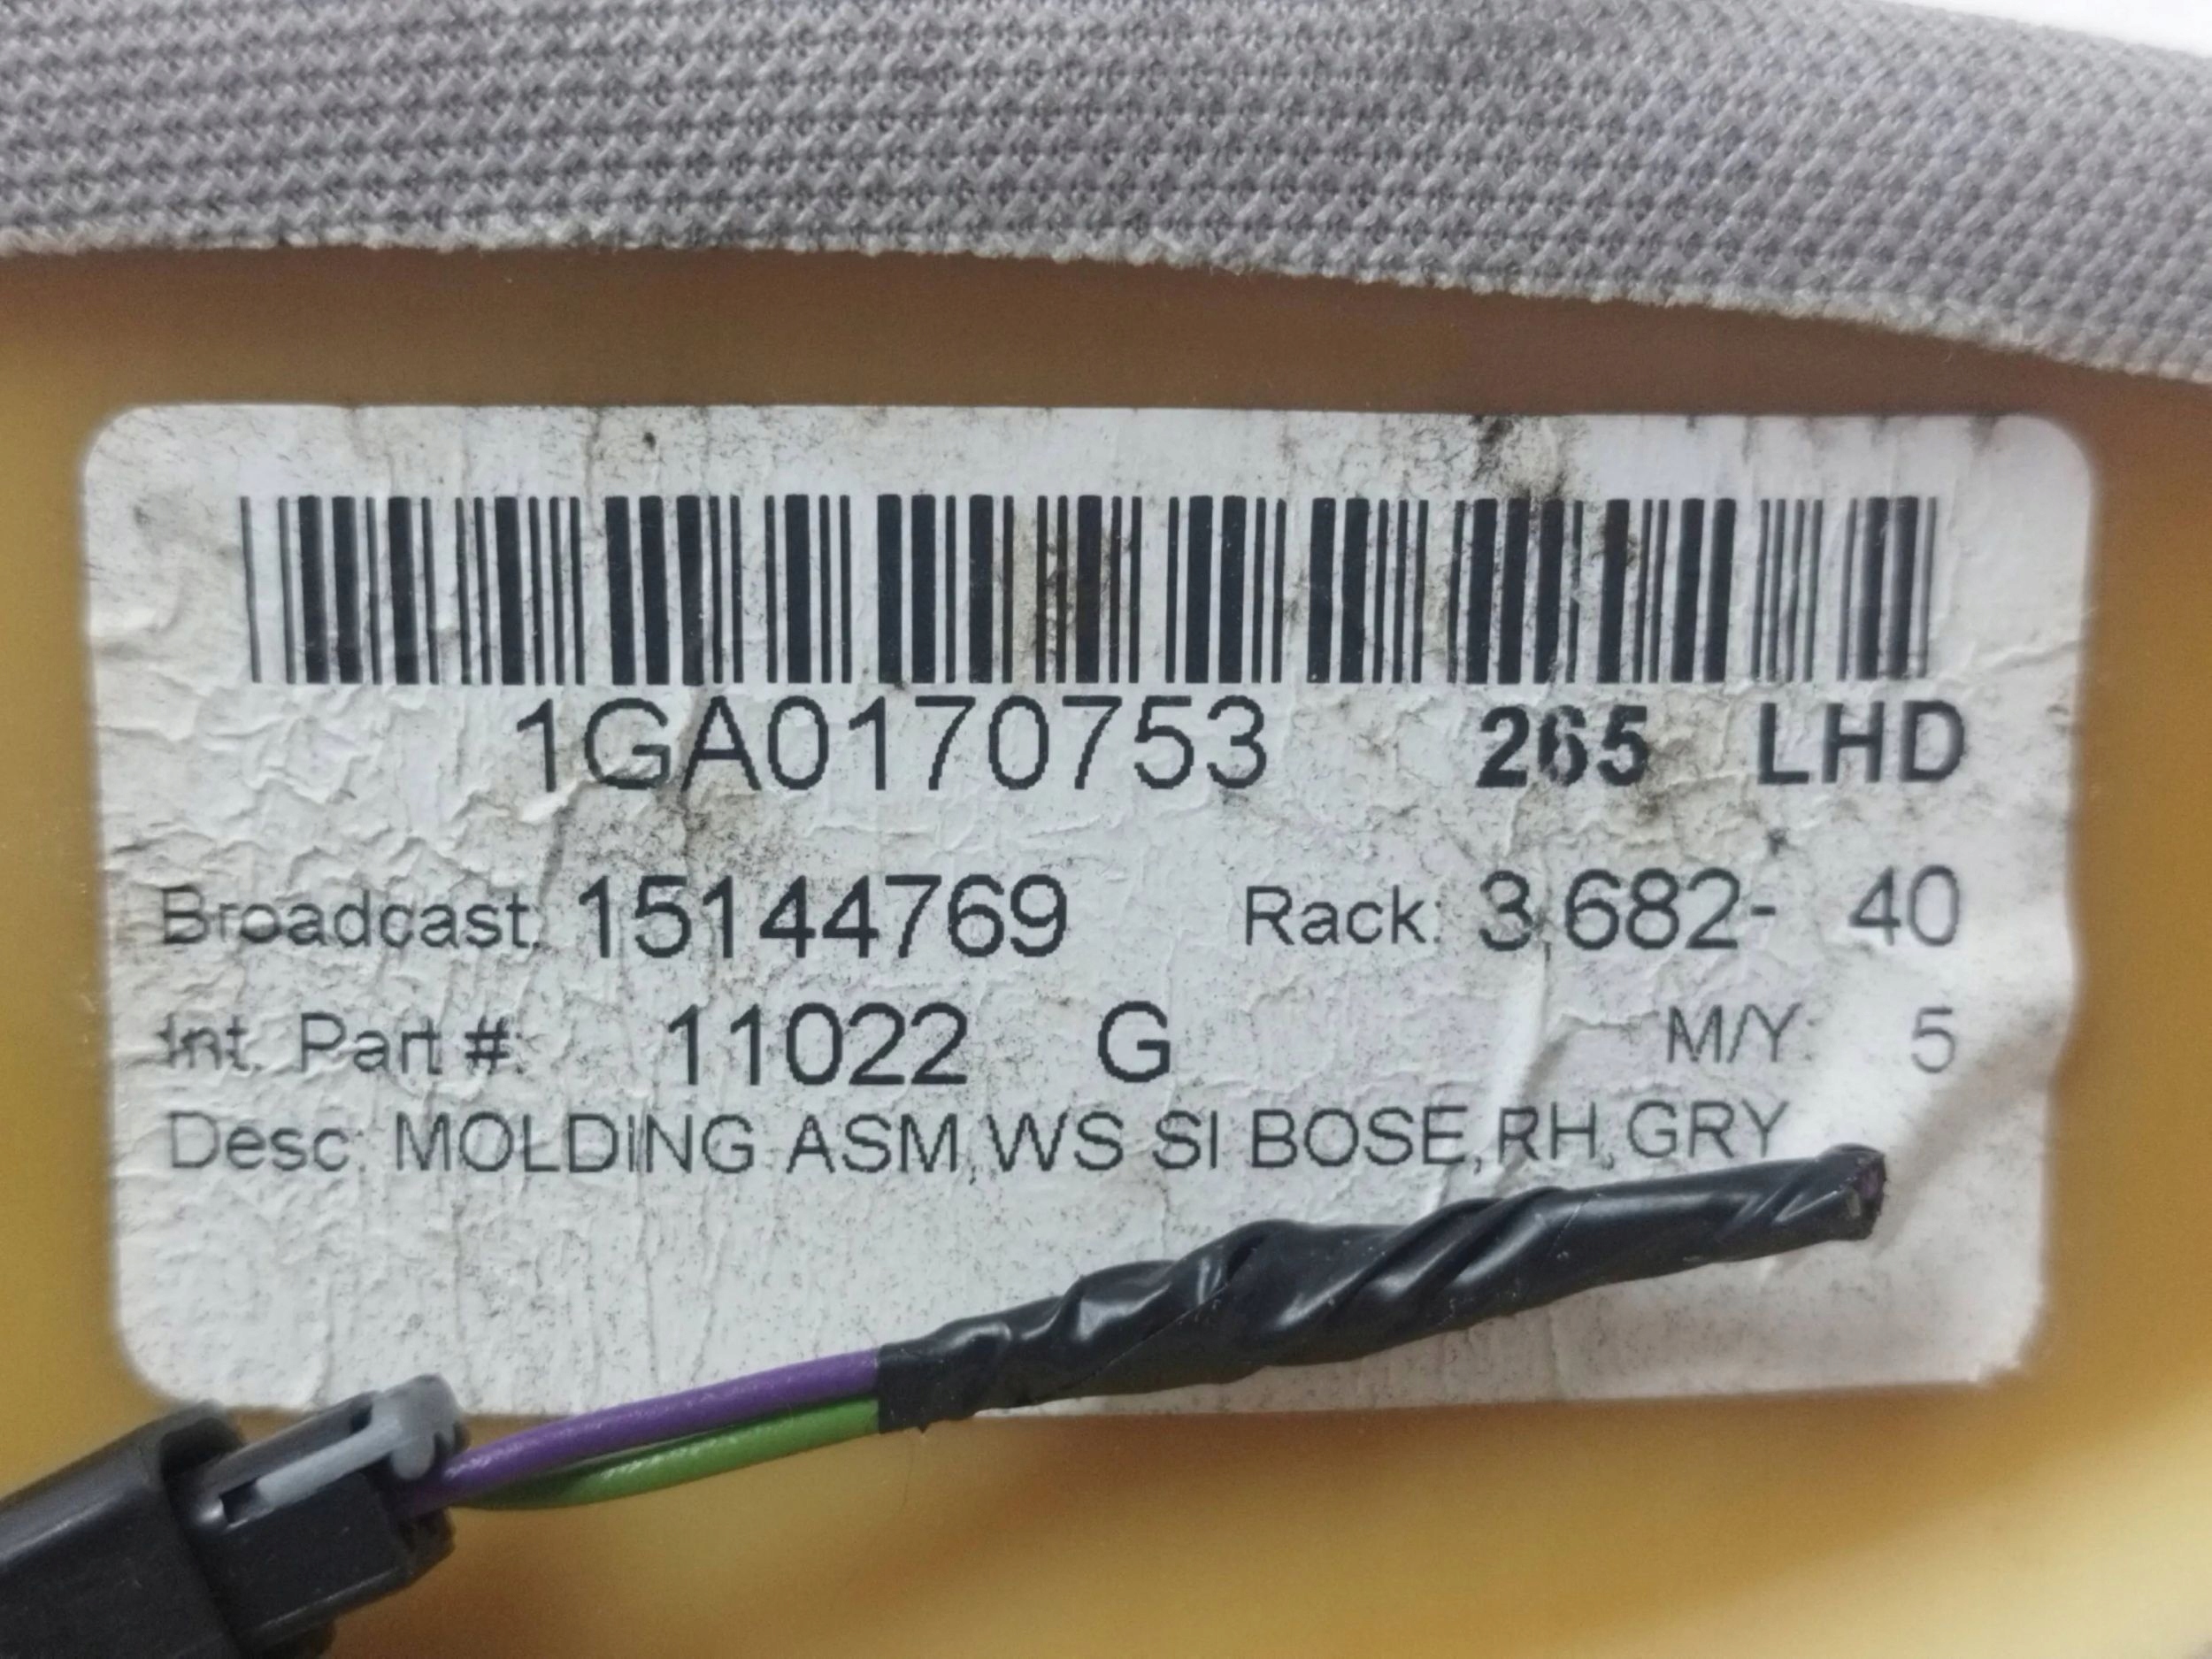 1GA0170753 265 LHD
Broadcast: 15144769 Rack: 3,682- 40
Int. Part #: 11022 G M/Y: 5
Desc: MOLDING ASM,WS SI BOSE,RH,GRY